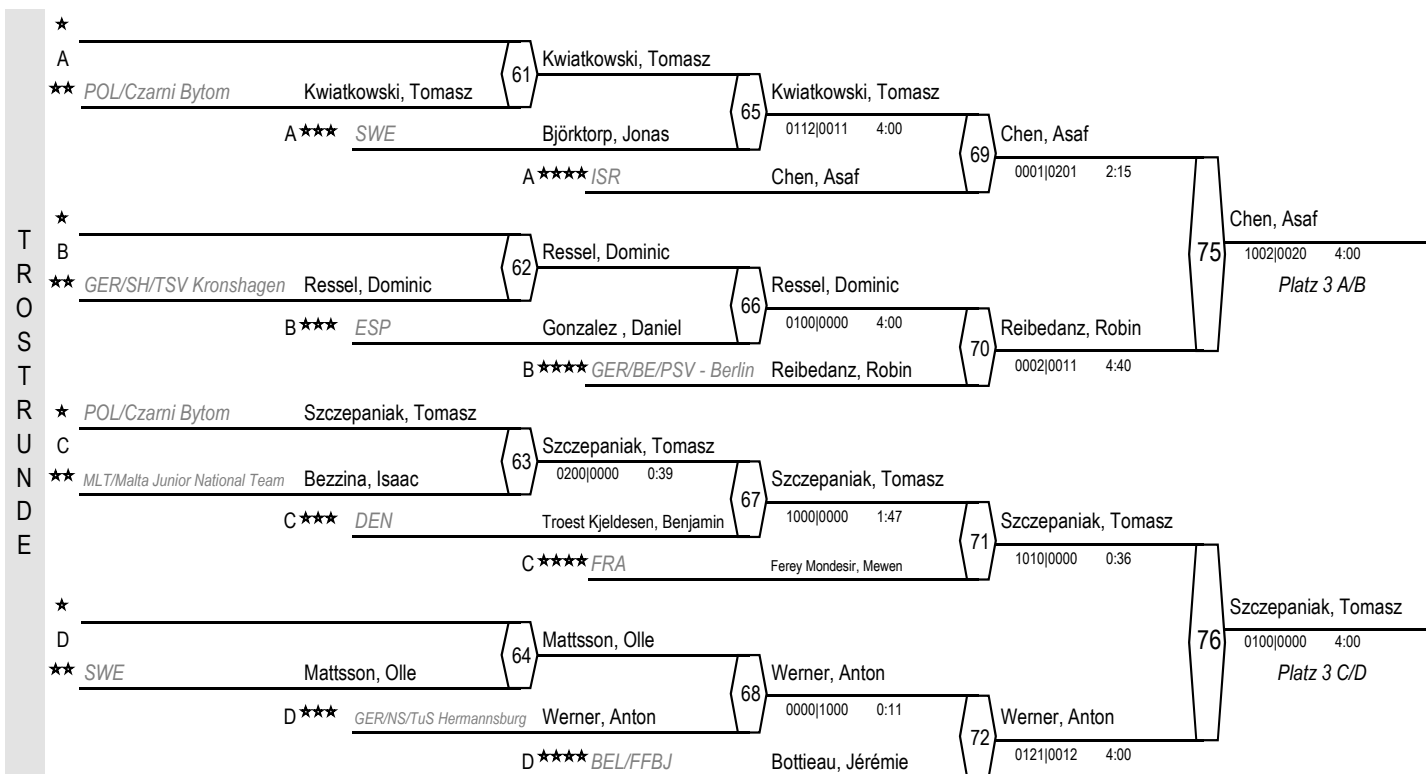 TROSTRUNDE
★
A
★★ POL/Czarni Bytom Kwiatkowski, Tomasz
61
Kwiatkowski, Tomasz
A ★★★ SWE Björktorp, Jonas
65
Kwiatkowski, Tomasz
0112|0011 4:00
A ★★★★ ISR Chen, Asaf
69
Chen, Asaf
0001|0201 2:15
★
B
★★ GER/SH/TSV Kronshagen Ressel, Dominic
62
Ressel, Dominic
B ★★★ ESP Gonzalez , Daniel
66
Ressel, Dominic
0100|0000 4:00
B ★★★★ GER/BE/PSV - Berlin Reibedanz, Robin
70
Reibedanz, Robin
0002|0011 4:40
75
Chen, Asaf
1002|0020 4:00
Platz 3 A/B
★ POL/Czarni Bytom Szczepaniak, Tomasz
C
★★ MLT/Malta Junior National Team Bezzina, Isaac
63
Szczepaniak, Tomasz
0200|0000 0:39
C ★★★ DEN Troest Kjeldesen, Benjamin
67
Szczepaniak, Tomasz
1000|0000 1:47
C ★★★★ FRA Ferey Mondesir, Mewen
71
Szczepaniak, Tomasz
1010|0000 0:36
★
D
★★ SWE Mattsson, Olle
64
Mattsson, Olle
D ★★★ GER/NS/TuS Hermannsburg Werner, Anton
68
Werner, Anton
0000|1000 0:11
D ★★★★ BEL/FFBJ Bottieau, Jérémie
72
Werner, Anton
0121|0012 4:00
76
Szczepaniak, Tomasz
0100|0000 4:00
Platz 3 C/D